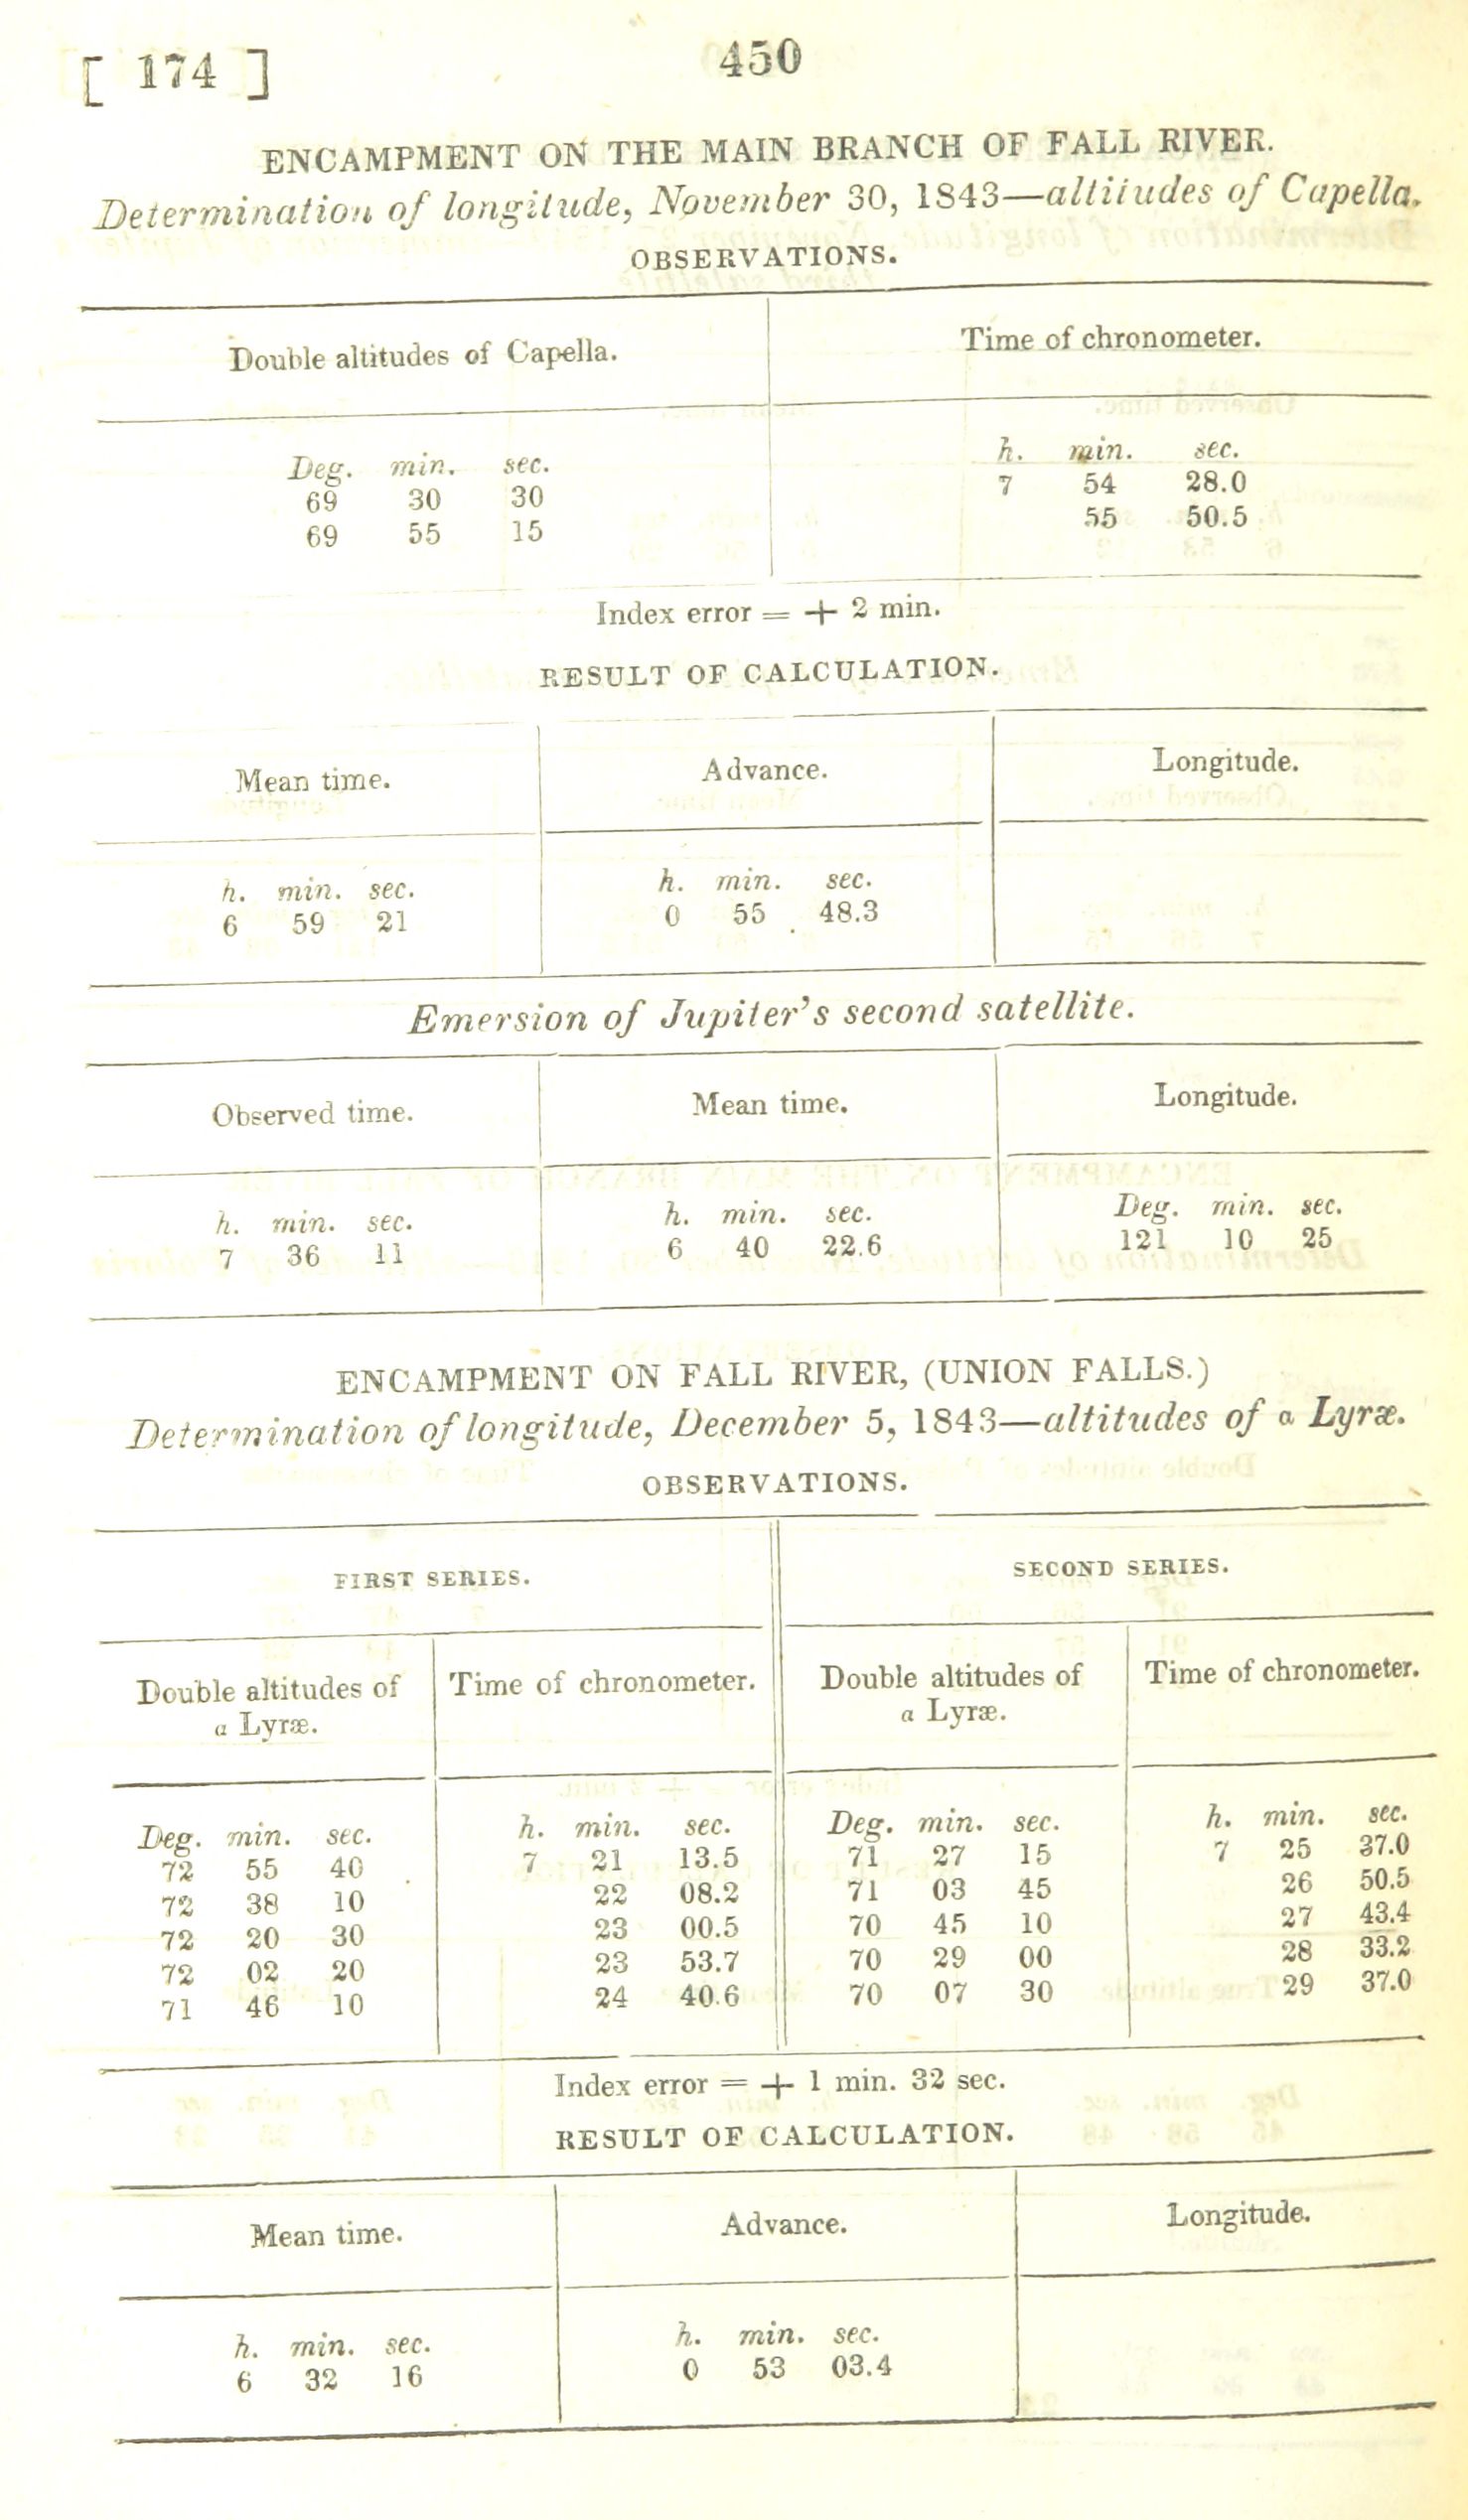 [ 174 ] 450
ENCAMPMENT ON THE MAIN BRANCH OF FALL RIVER.
Determination of longitude, November 30, 1843—altitudes of Capella.
OBSERVATIONS.
Double altitudes of Capella. Time of chronometer.
Deg. min. sec. h. min. sec.
69 30 30 7 54 28.0
69 55 15 55 50.5
Index error = + 2 min.
RESULT OF CALCULATION.
Mean time. Advance. Longitude.
h. min. sec. h. min. sec.
6 59 21 0 55 48.3
Emersion of Jupiter's second satellite.
Observed time. Mean time. Longitude.
h. min. sec. h. min. sec. Deg. min. sec.
7 36 11 6 40 22.6 121 10 25
ENCAMPMENT ON FALL RIVER, (UNION FALLS.)
Determination of longitude, December 5, 1843—altitudes of α Lyræ.
OBSERVATIONS.
FIRST SERIES. SECOND SERIES.
Double altitudes of Time of chronometer. Double altitudes of Time of chronometer.
α Lyræ. α Lyræ.
Deg. min. sec. h. min. sec. Deg. min. sec. h. min. sec.
72 55 40 7 21 13.5 71 27 15 7 25 37.0
72 38 10 22 08.2 71 03 45 26 50.5
72 20 30 23 00.5 70 45 10 27 43.4
72 02 20 23 53.7 70 29 00 28 33.2
71 46 10 24 40.6 70 07 30 29 37.0
Index error = + 1 min. 32 sec.
RESULT OF CALCULATION.
Mean time. Advance. Longitude.
h. min. sec. h. min. sec.
6 32 16 0 53 03.4